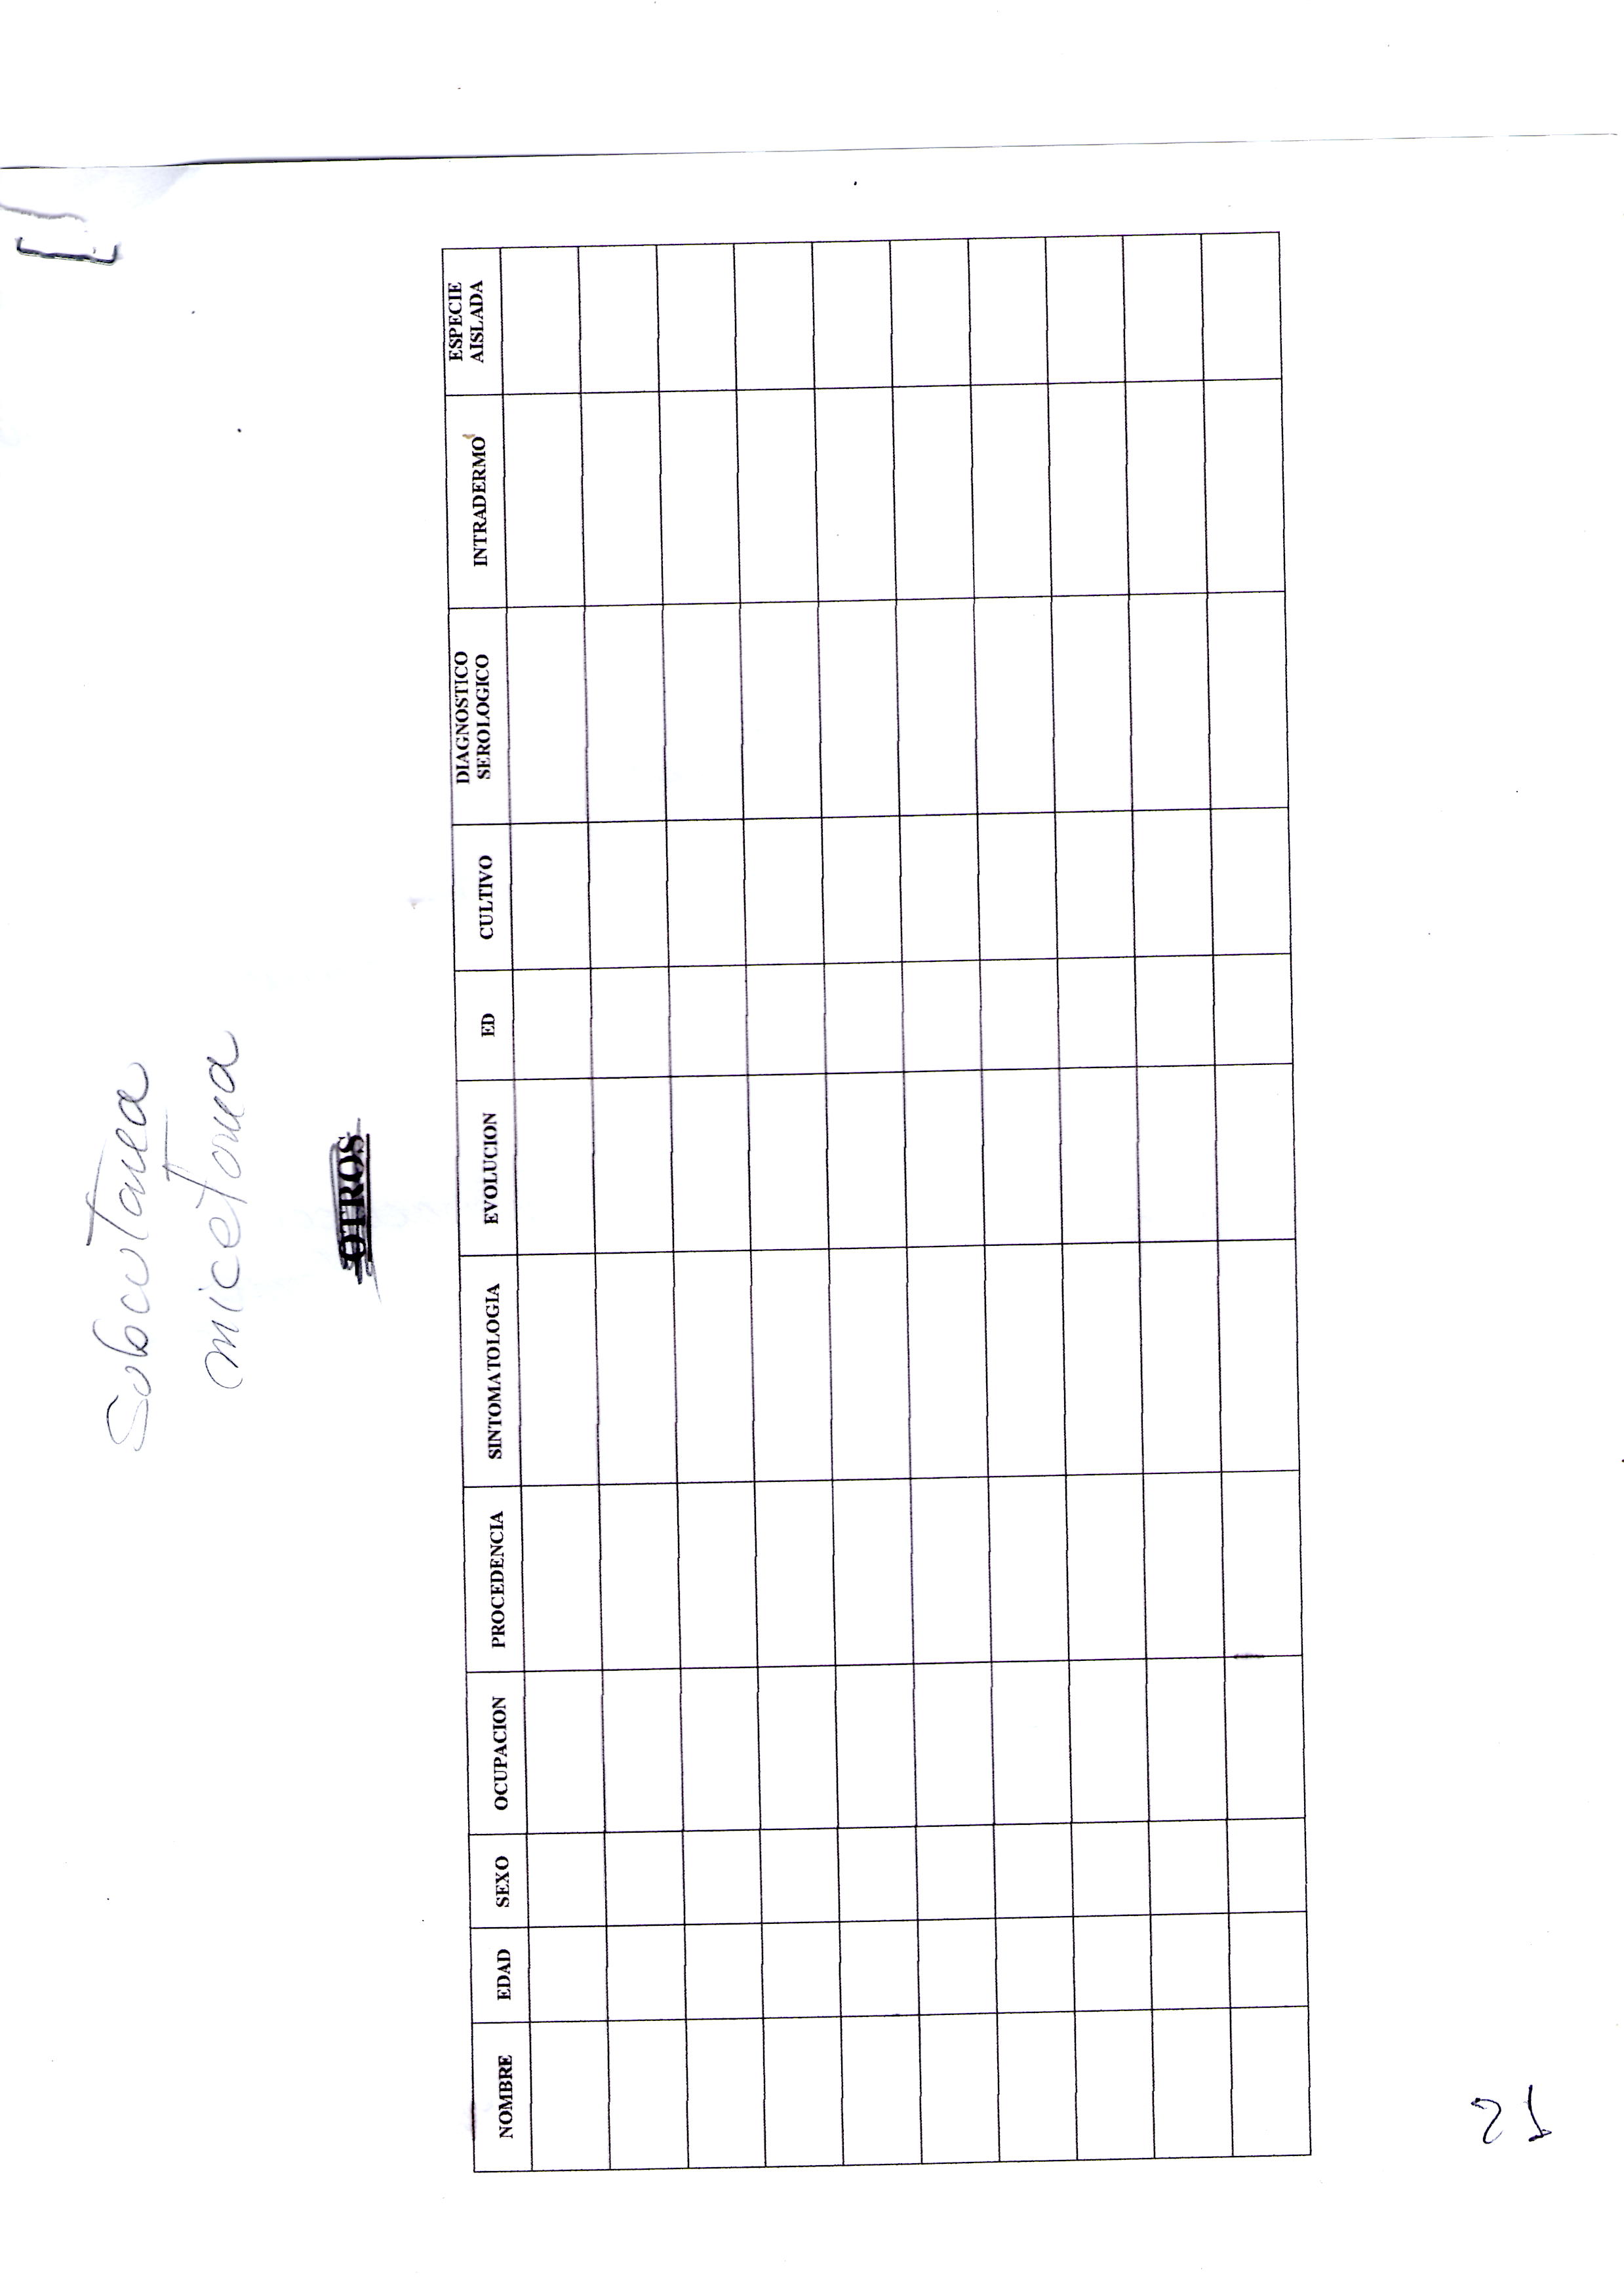 Subcutanea
micetoma
OTROS
NOMBRE EDAD SEXO OCUPACION PROCEDENCIA SINTOMATOLOGIA EVOLUCION ED CULTIVO DIAGNOSTICO SEROLOGICO INTRADERMO ESPECIE AISLADA
21